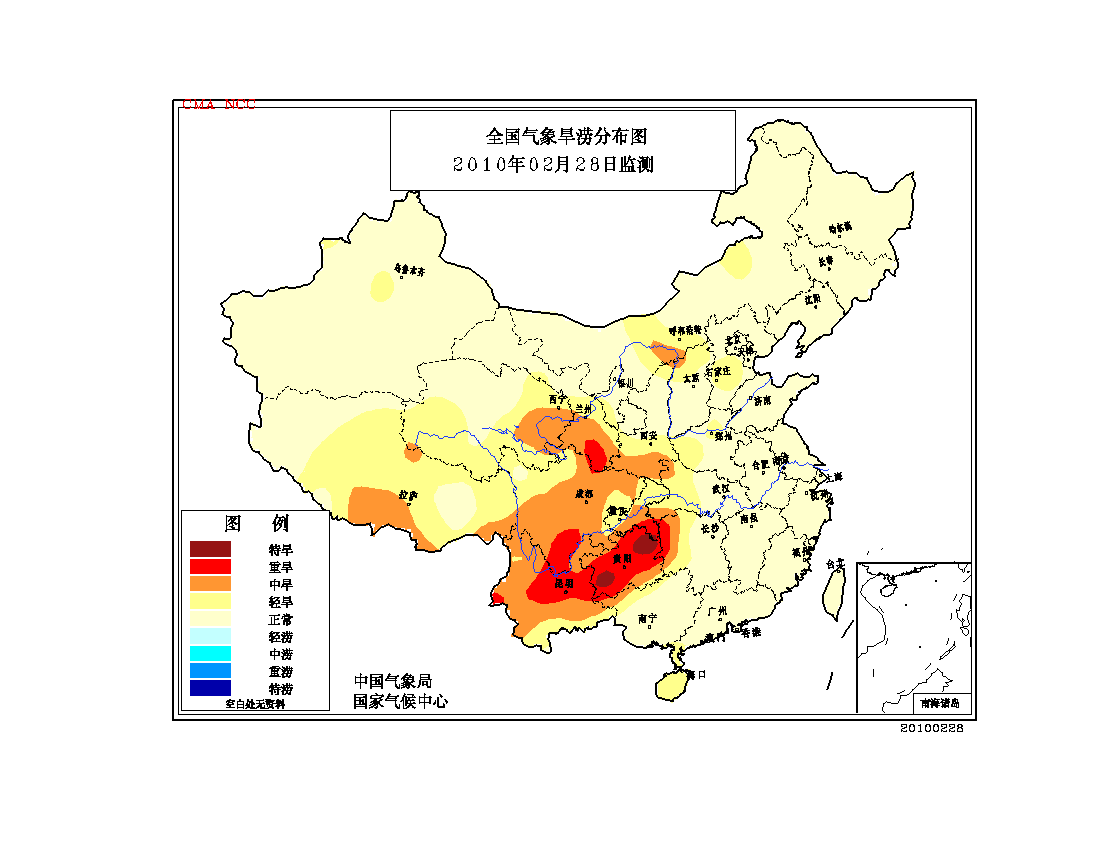 CMA NCC
全国气象旱涝分布图
2010年02月28日监测
哈尔滨
长春
乌鲁木齐
沈阳
呼和浩特
北京
天津
银川
太原
石家庄
西宁
兰州
济南
西安
郑州
合肥
南京
上海
拉萨
成都
武汉
杭州
重庆
南昌
长沙
贵阳
福州
台北
昆明
南宁
广州
澳门
香港
海口
图 例
特旱
重旱
中旱
轻旱
正常
轻涝
中涝
重涝
特涝
空白处无资料
中国气象局
国家气候中心
南海诸岛
20100228